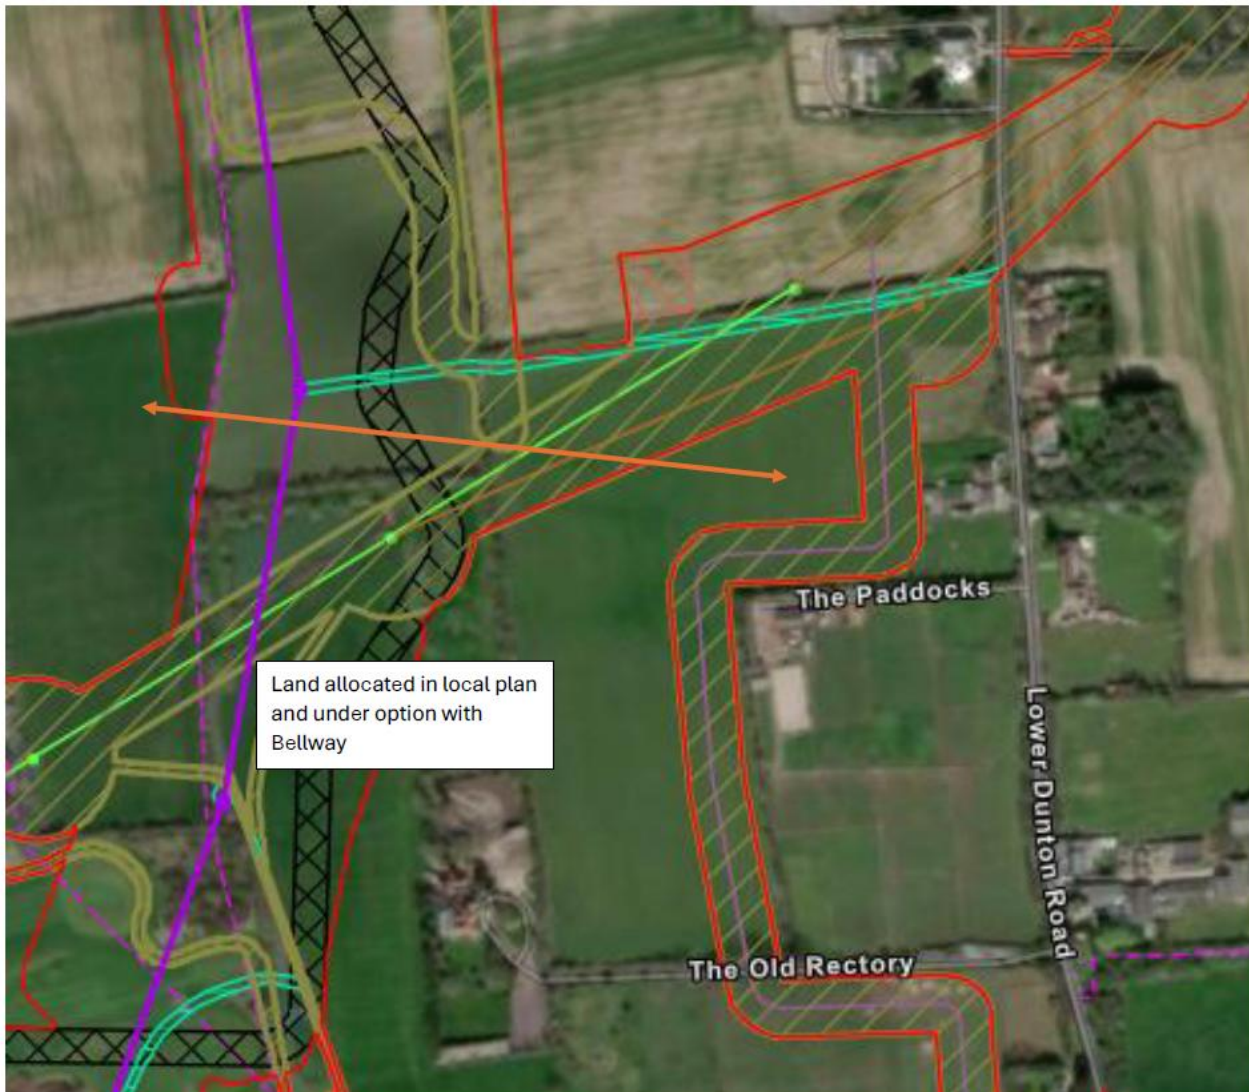 The Paddocks
Land allocated in local plan
and under option with
Bellway
Lower Dunton Road
The Old Rectory